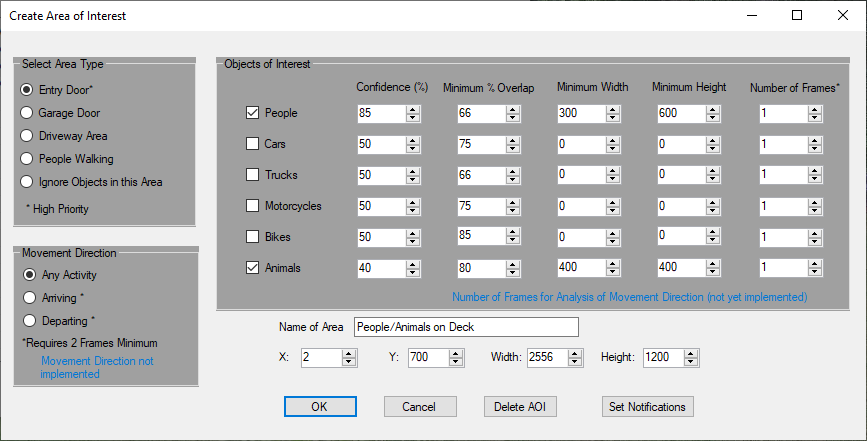 Create Area of Interest
Select Area Type
Entry Door*
Garage Door
Driveway Area
People Walking
Ignore Objects in this Area
* High Priority
Movement Direction
Any Activity
Arriving *
Departing *
*Requires 2 Frames Minimum
Movement Direction not
implemented
Objects of Interest
Confidence (%) Minimum % Overlap Minimum Width Minimum Height Number of Frames*
People 85 66 300 600 1
Cars 50 75 0 0 1
Trucks 50 66 0 0 1
Motorcycles 50 75 0 0 1
Bikes 50 85 0 0 1
Animals 40 80 400 400 1
Number of Frames for Analysis of Movement Direction (not yet implemented)
Name of Area People/Animals on Deck
X: 2 Y: 700 Width: 2556 Height: 1200
OK Cancel Delete AOI Set Notifications